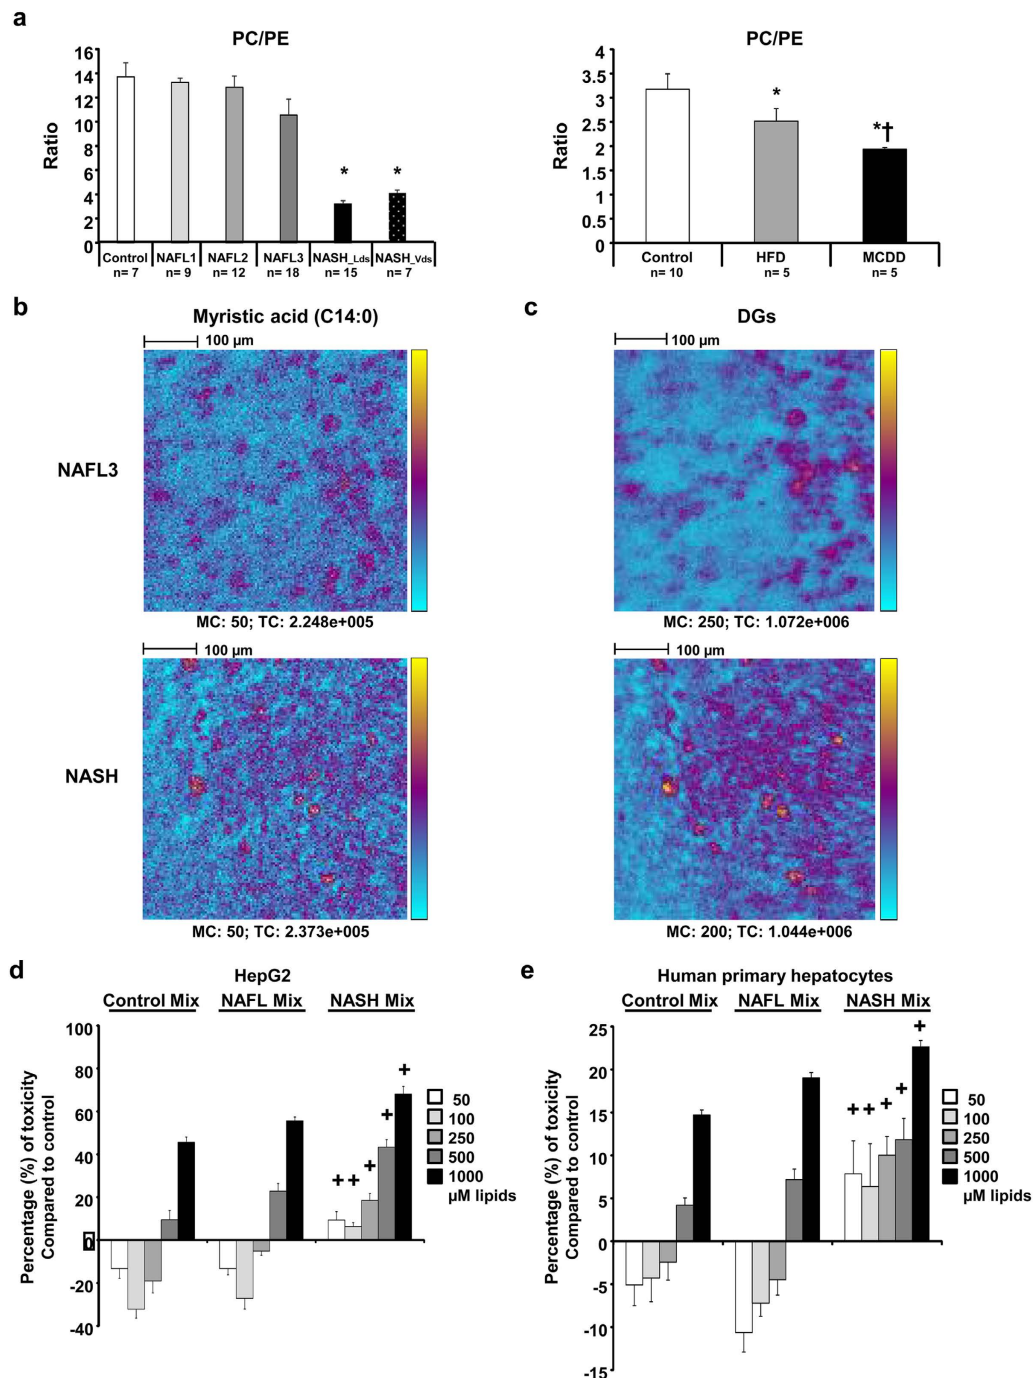 a
PC/PE
16
14
12
10
8
6
4
2
0
Ratio
* *
Control NAFL1 NAFL2 NAFL3 NASH_Lds NASH_Vds
n= 7 n= 9 n= 12 n= 18 n= 15 n= 7
PC/PE
4
3.5
3
2.5
2
1.5
1
0.5
0
Ratio
* *†
Control HFD MCDD
n= 10 n= 5 n= 5
b
Myristic acid (C14:0)
100 µm
NAFL3
MC: 50; TC: 2.248e+005
100 µm
NASH
MC: 50; TC: 2.373e+005
c
DGs
100 µm
MC: 250; TC: 1.072e+006
100 µm
MC: 200; TC: 1.044e+006
d
HepG2
Control Mix NAFL Mix NASH Mix
100
80
60
40
20
0
-20
-40
Percentage (%) of toxicity
Compared to control
+ + + + +
50
100
250
500
1000
µM lipids
e
Human primary hepatocytes
Control Mix NAFL Mix NASH Mix
25
20
15
10
5
0
-5
-10
-15
Percentage (%) of toxicity
Compared to control
+ + + + +
50
100
250
500
1000
µM lipids